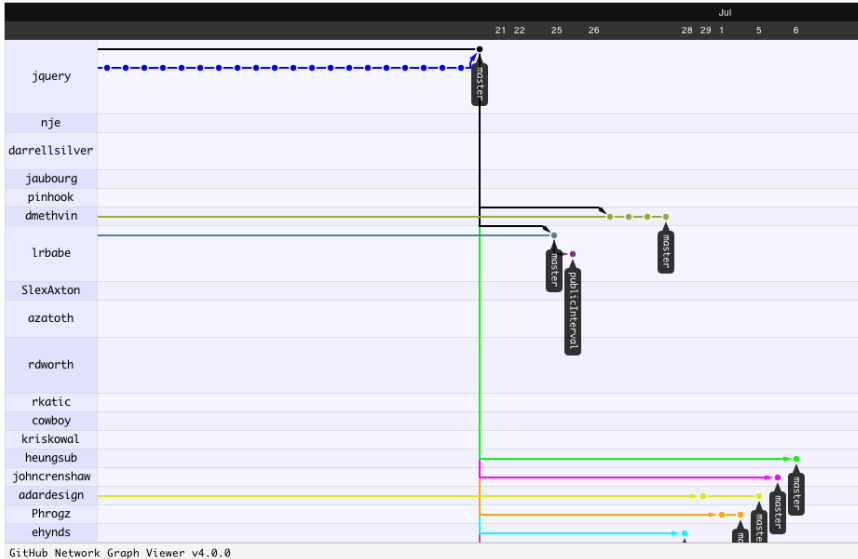 Jul
21 22 25 26 28 29 1 5 6
jquery
master
nje
darrellsilver
jaubourg
pinhook
dmethvin
master
lrbabe
master
publicInterval
SlexAxton
azatoth
rdworth
rkatic
cowboy
kriskowal
heungsub
master
johncrenshaw
master
adardesign
Phrogz
ehynds
GitHub Network Graph Viewer v4.0.0